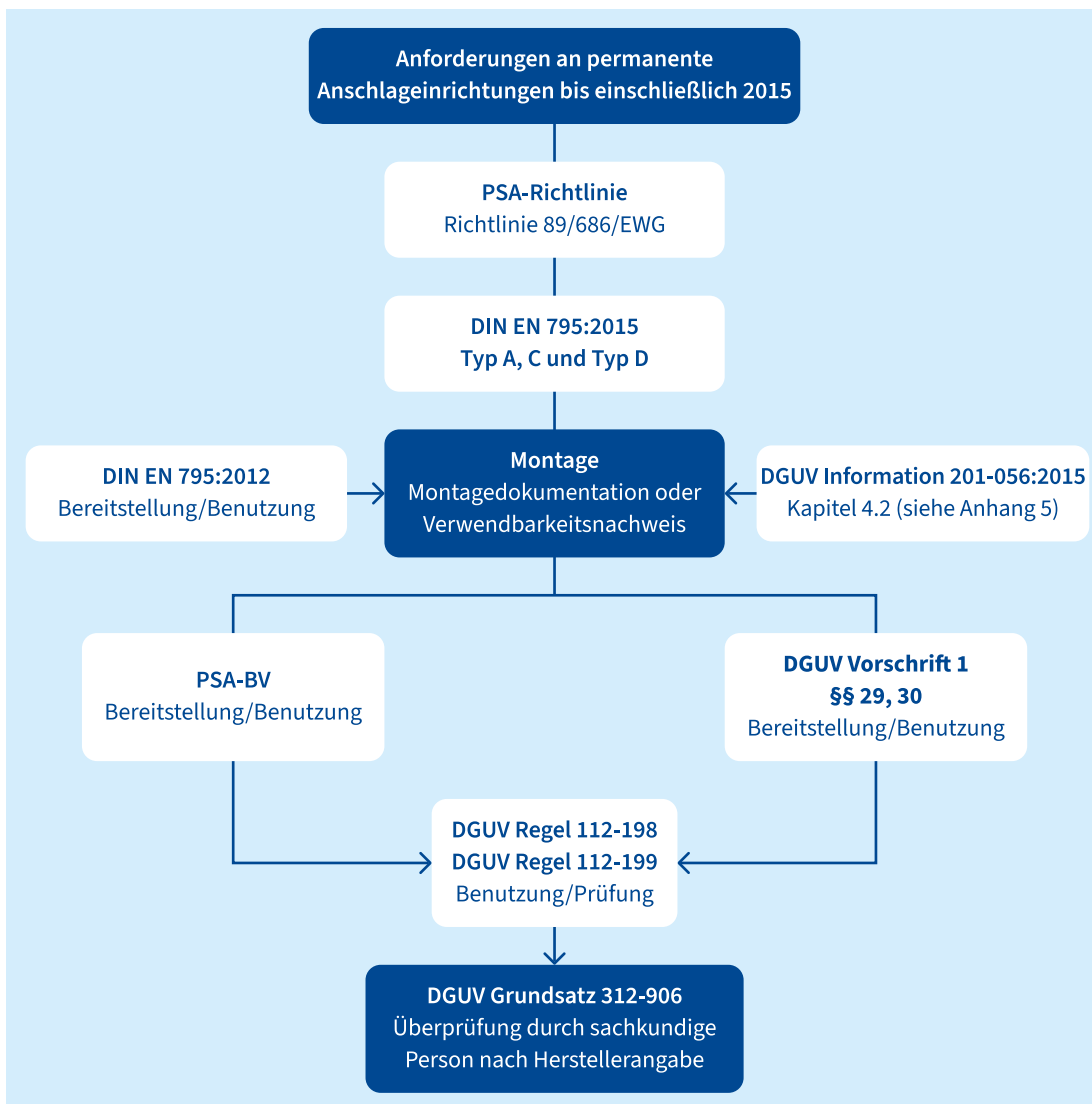 Anforderungen an permanente
Anschlageinrichtungen bis einschließlich 2015
PSA-Richtlinie
Richtlinie 89/686/EWG
DIN EN 795:2015
Typ A, C und Typ D
DIN EN 795:2012
Bereitstellung/Benutzung
Montage
Montagedokumentation oder
Verwendbarkeitsnachweis
DGUV Information 201-056:2015
Kapitel 4.2 (siehe Anhang 5)
PSA-BV
Bereitstellung/Benutzung
DGUV Vorschrift 1
§§ 29, 30
Bereitstellung/Benutzung
DGUV Regel 112-198
DGUV Regel 112-199
Benutzung/Prüfung
DGUV Grundsatz 312-906
Überprüfung durch sachkundige
Person nach Herstellerangabe